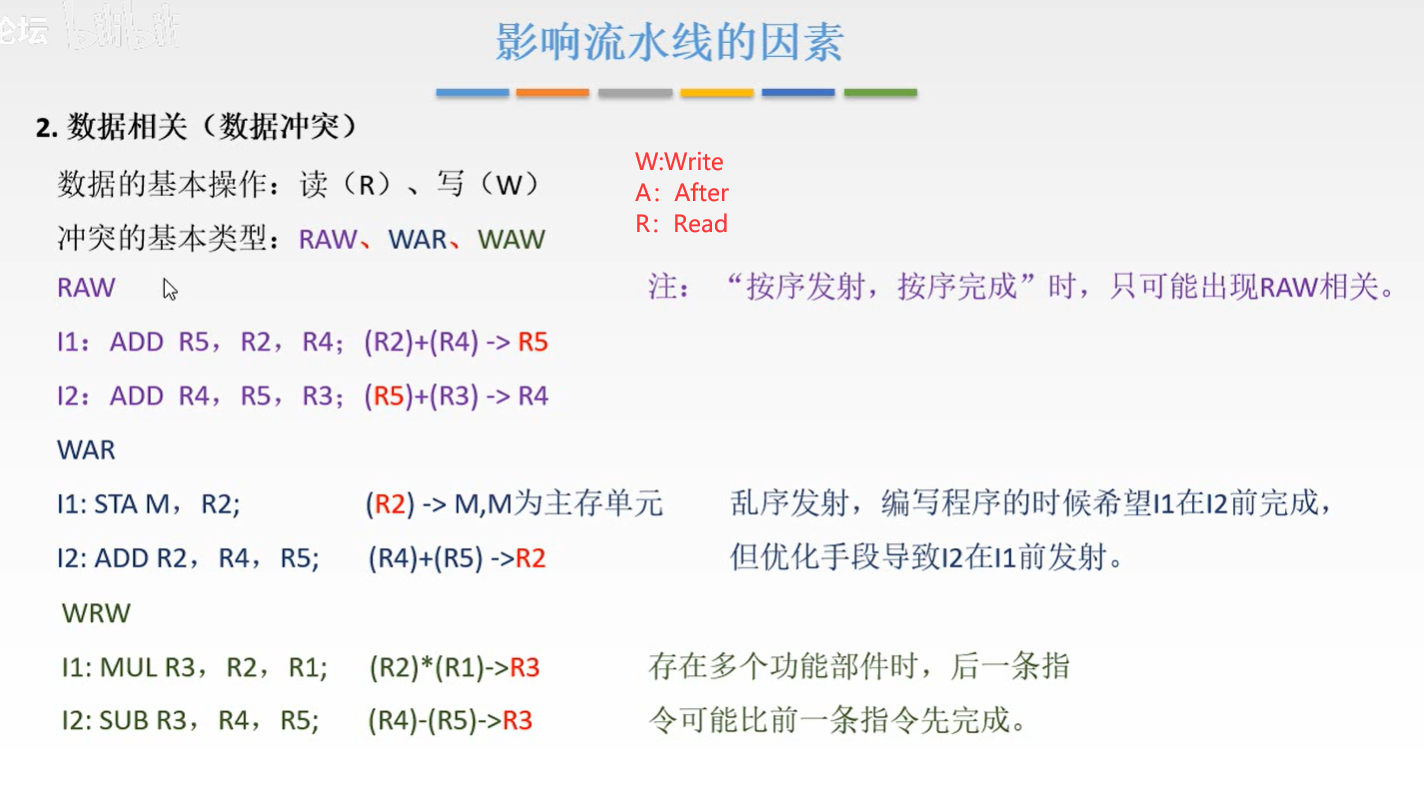 论坛 bilibili
影响流水线的因素
2. 数据相关（数据冲突）
数据的基本操作：读（R）、写（W）
冲突的基本类型：RAW、WAR、WAW
W:Write
A：After
R：Read
RAW
注：“按序发射，按序完成”时，只可能出现RAW相关。
I1：ADD R5，R2，R4；(R2)+(R4) -> R5
I2：ADD R4，R5，R3；(R5)+(R3) -> R4
WAR
I1: STA M，R2; (R2) -> M,M为主存单元
I2: ADD R2，R4，R5; (R4)+(R5) ->R2
乱序发射，编写程序的时候希望I1在I2前完成，
但优化手段导致I2在I1前发射。
WRW
I1: MUL R3，R2，R1; (R2)*(R1)->R3
I2: SUB R3，R4，R5; (R4)-(R5)->R3
存在多个功能部件时，后一条指
令可能比前一条指令先完成。